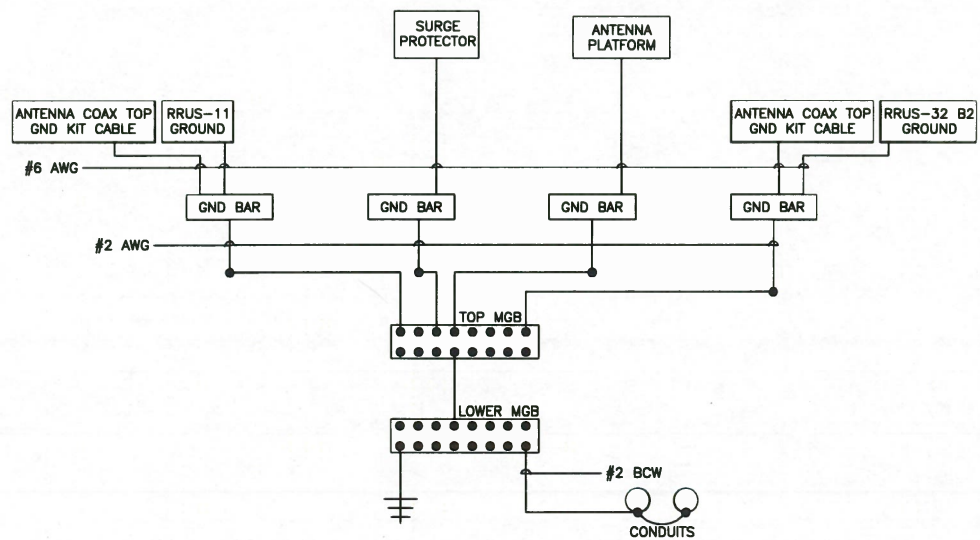 SURGE
PROTECTOR
ANTENNA
PLATFORM
ANTENNA COAX TOP
GND KIT CABLE
RRUS-11
GROUND
ANTENNA COAX TOP
GND KIT CABLE
RRUS-32 B2
GROUND
#6 AWG
GND BAR
GND BAR
GND BAR
GND BAR
#2 AWG
TOP MGB
LOWER MGB
#2 BCW
CONDUITS